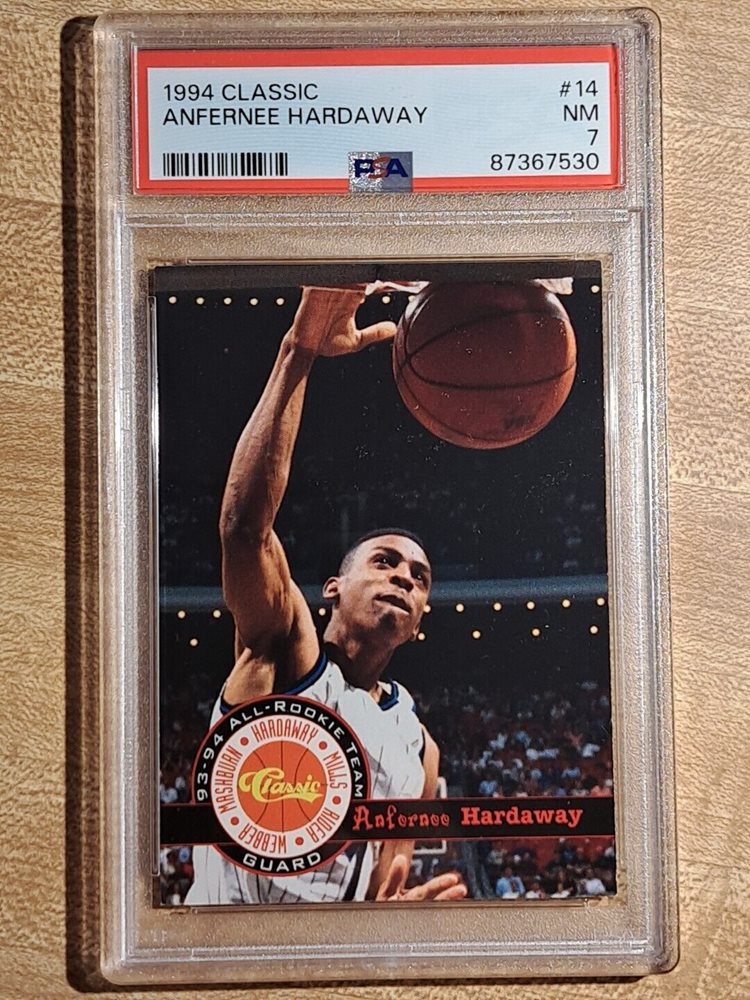 1994 CLASSIC #14
ANFERNEE HARDAWAY NM
7
PSA 87367530
93-94 ALL-ROOKIE TEAM
MASHBURN • HARDAWAY • MILLS • RIDER • WEBBER •
Classic
GUARD
Anfernee Hardaway